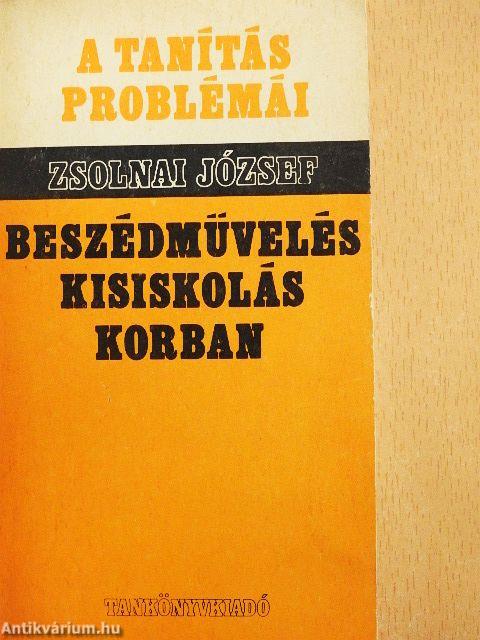 A TANÍTÁS
PROBLÉMÁI
ZSOLNAI JÓZSEF
BESZÉDMŰVELÉS
KISISKOLÁS
KORBAN
TANKÖNYVKIADÓ
Antikvárium.hu